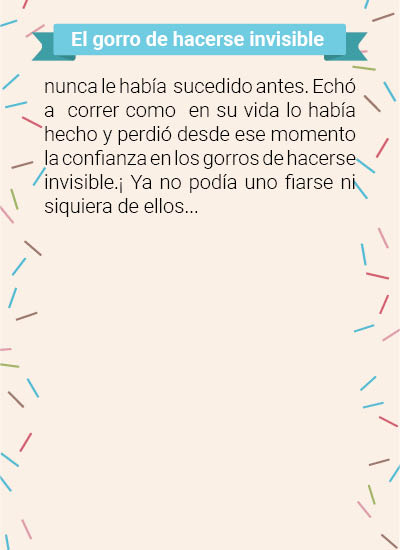 El gorro de hacerse invisible
nunca le había sucedido antes. Echó
a correr como en su vida lo había
hecho y perdió desde ese momento
la confianza en los gorros de hacerse
invisible.¡ Ya no podía uno fiarse ni
siquiera de ellos...